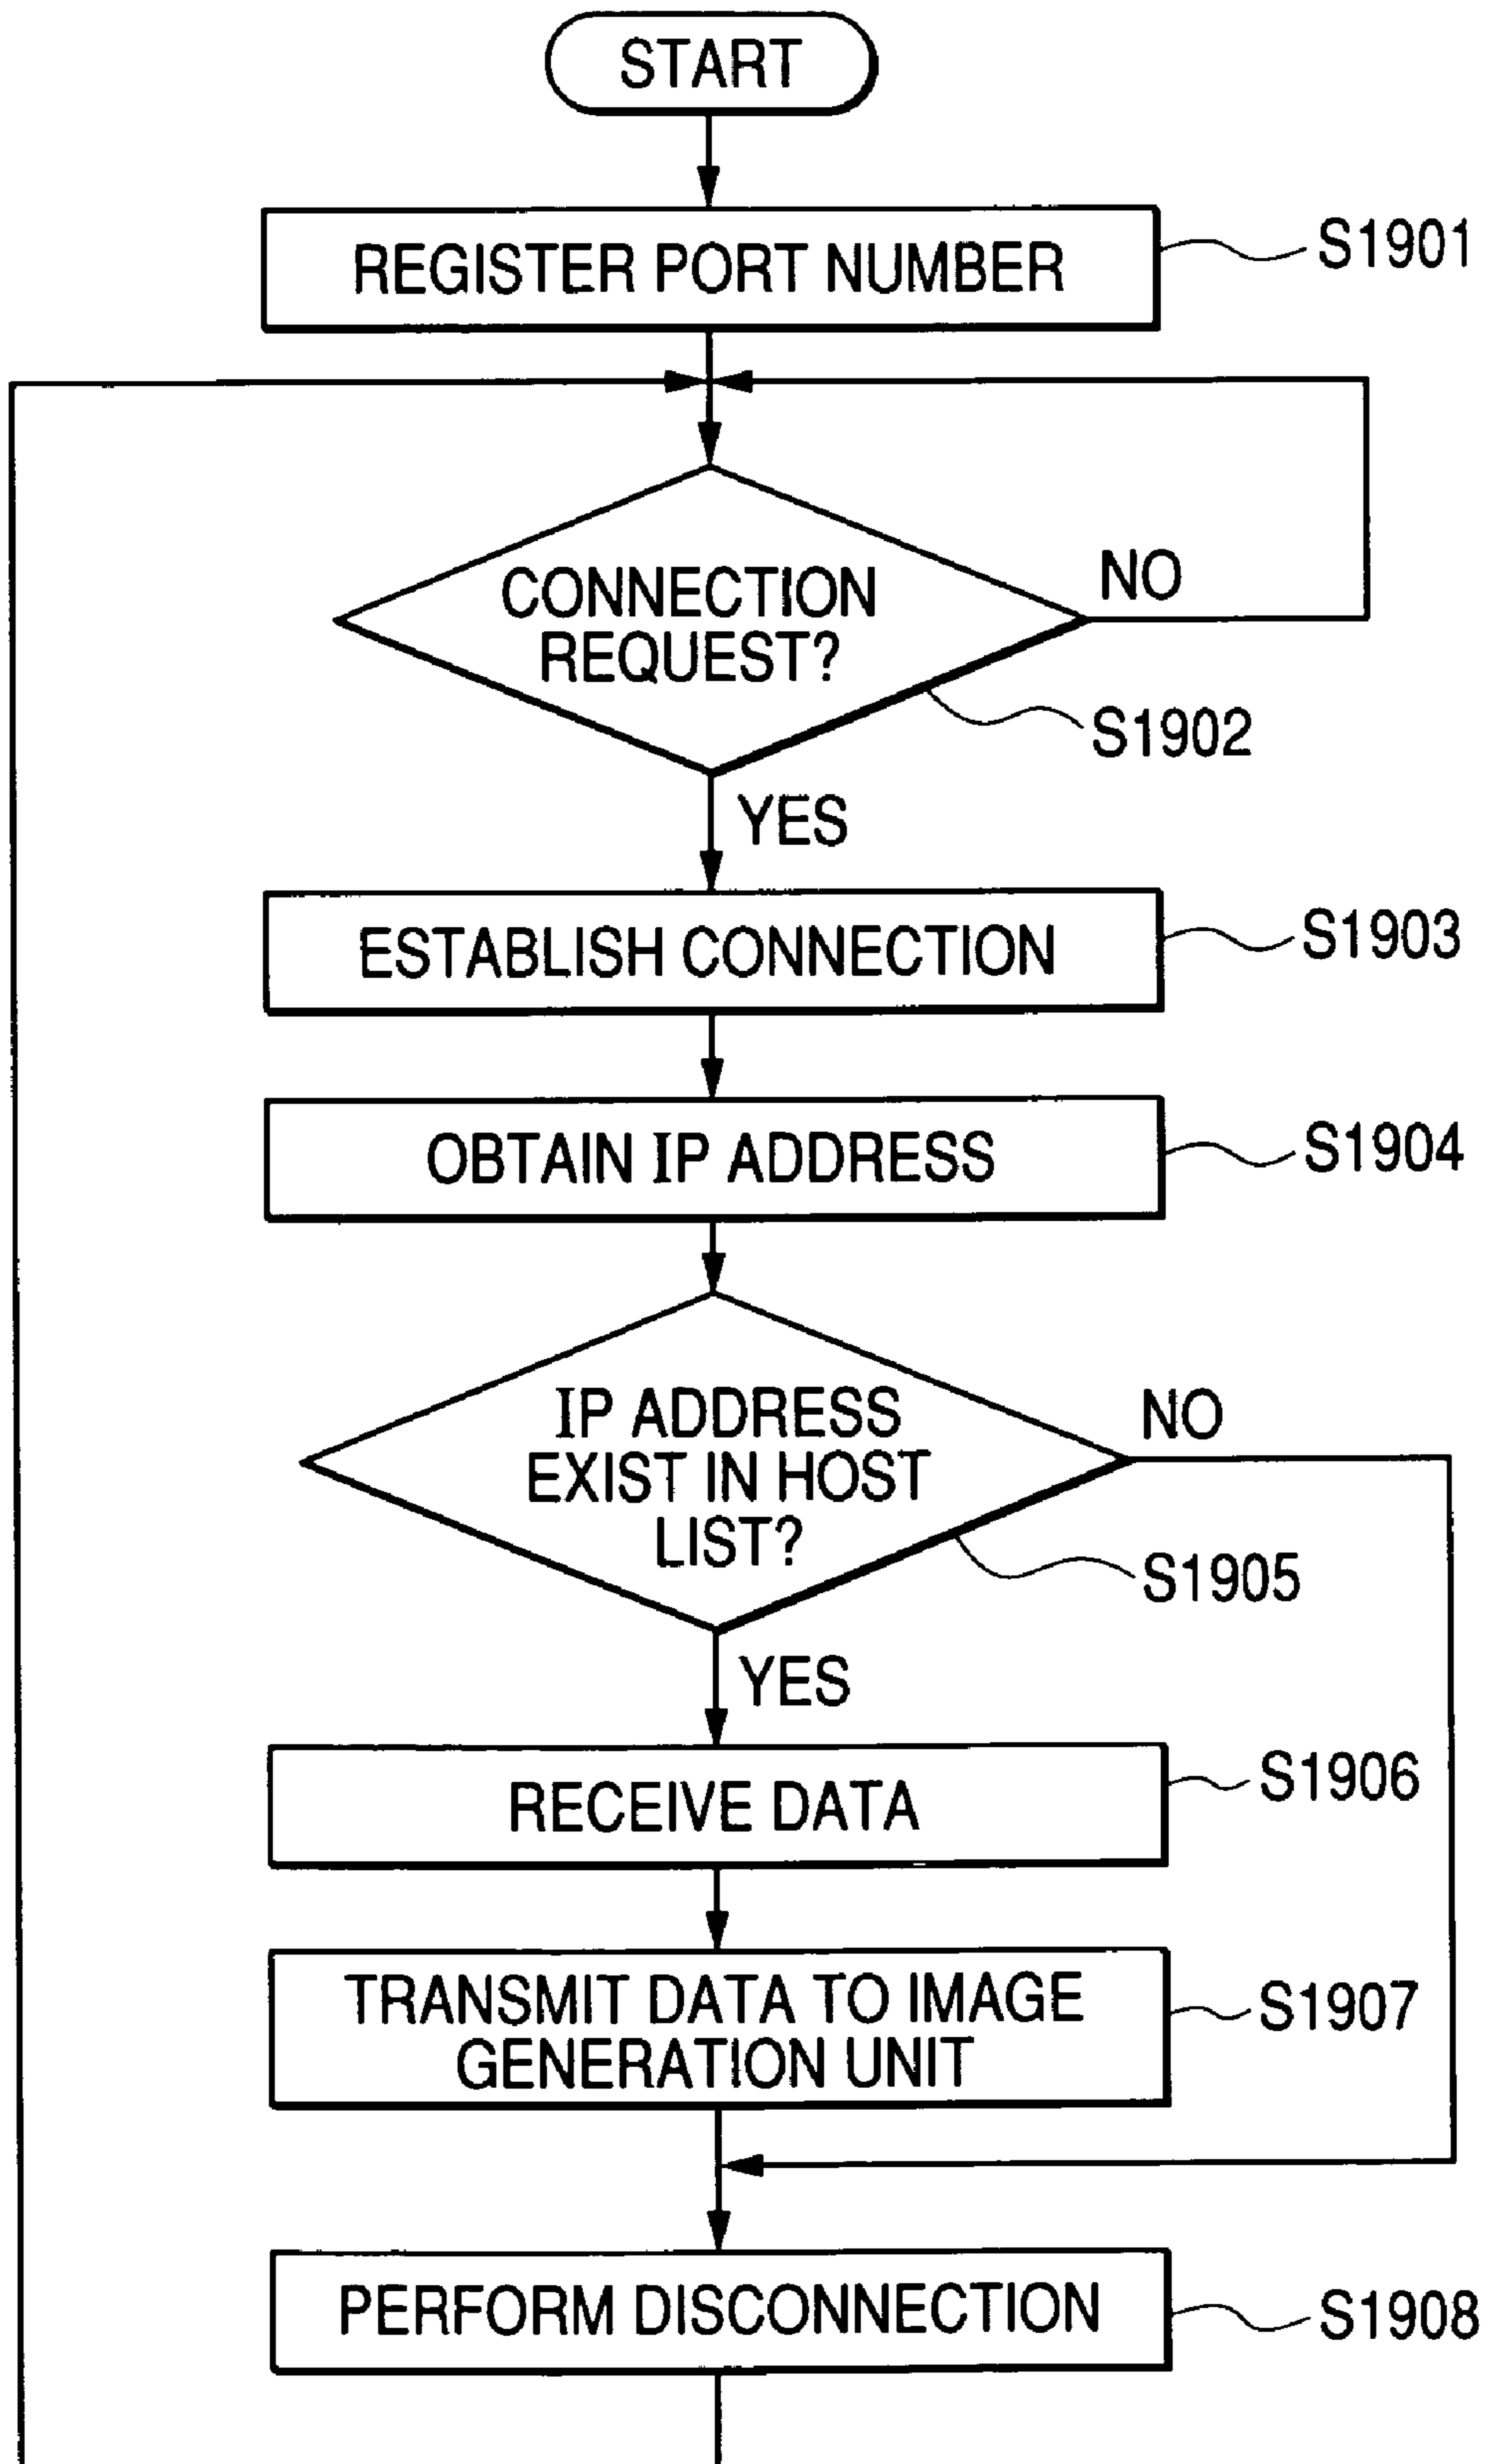 START
REGISTER PORT NUMBER
S1901
CONNECTION
REQUEST?
NO
S1902
YES
ESTABLISH CONNECTION
S1903
OBTAIN IP ADDRESS
S1904
IP ADDRESS
EXIST IN HOST
LIST?
NO
S1905
YES
RECEIVE DATA
S1906
TRANSMIT DATA TO IMAGE
GENERATION UNIT
S1907
PERFORM DISCONNECTION
S1908